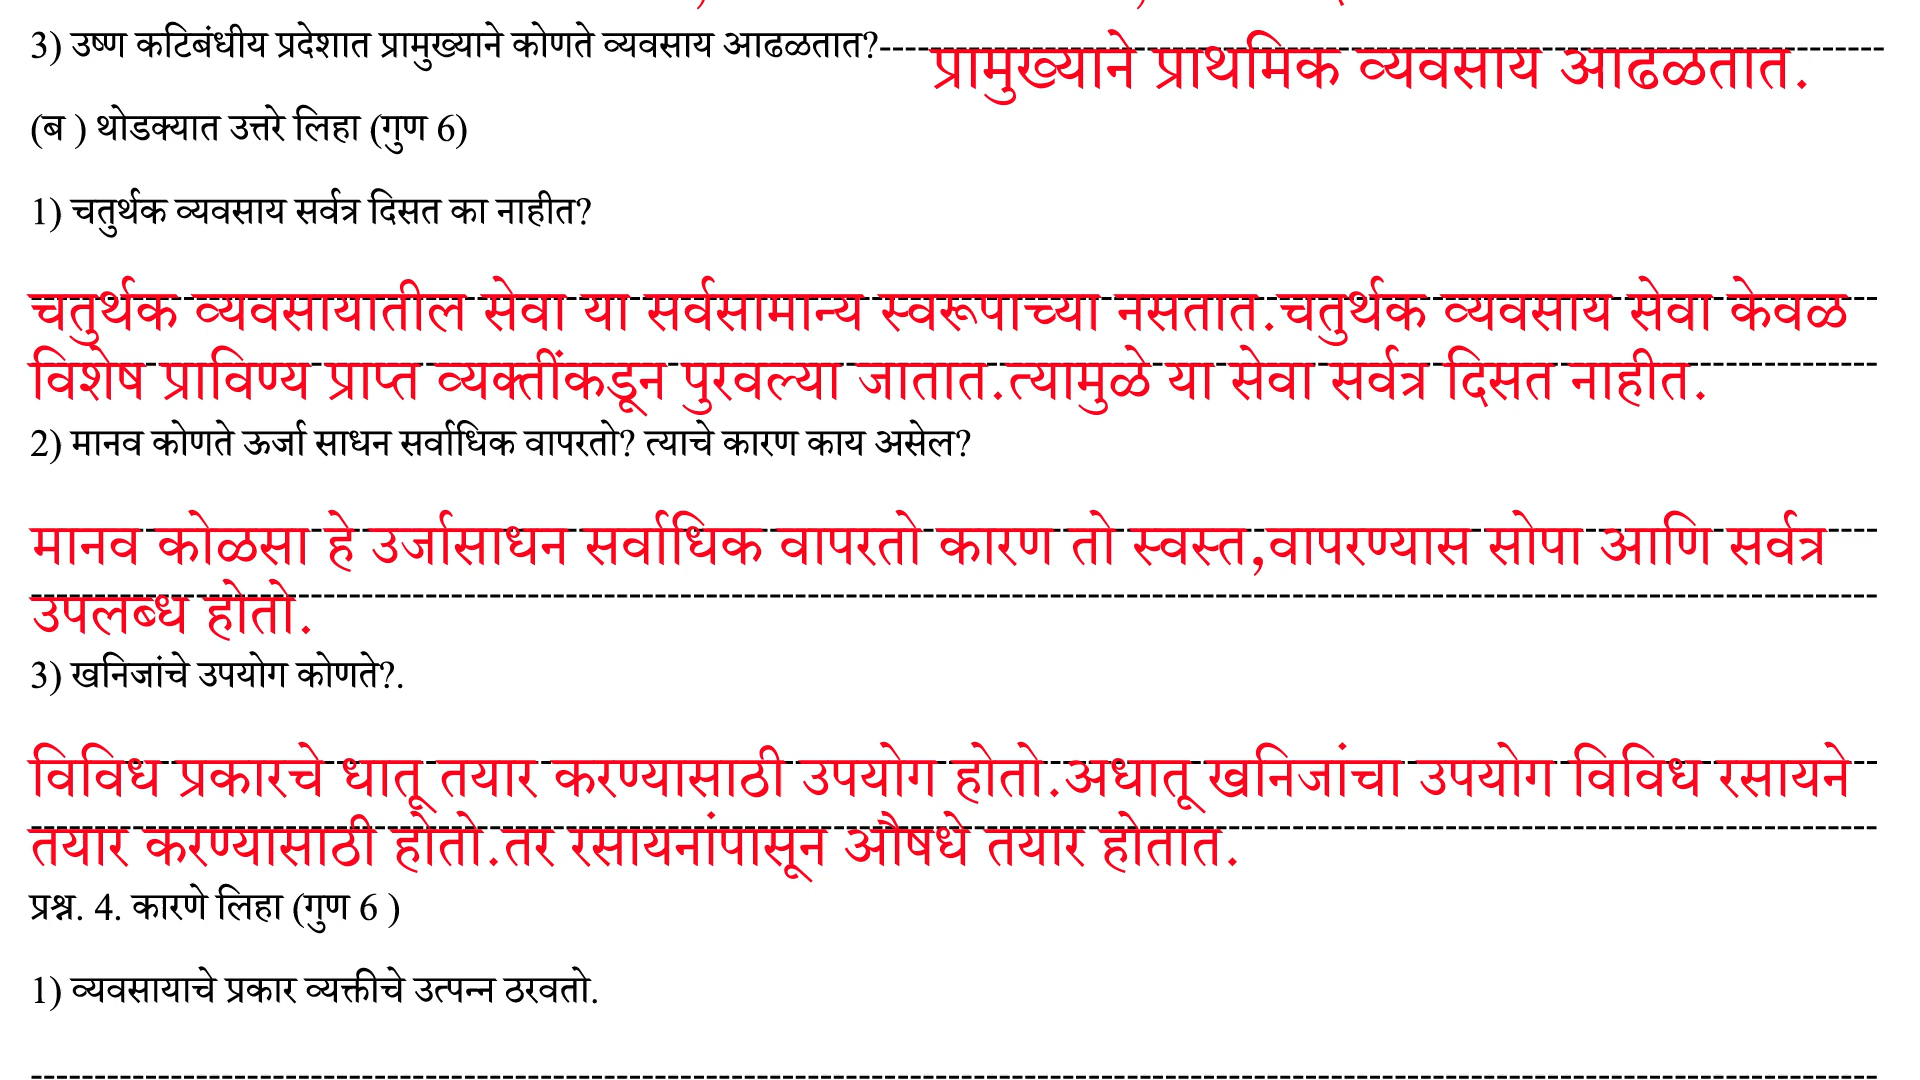 3) उष्ण कटिबंधीय प्रदेशात प्रामुख्याने कोणते व्यवसाय आढळतात?---- प्रामुख्याने प्राथमिक व्यवसाय आढळतात.
(ब ) थोडक्यात उत्तरे लिहा (गुण 6)
1) चतुर्थक व्यवसाय सर्वत्र दिसत का नाहीत?
चतुर्थक व्यवसायातील सेवा या सर्वसामान्य स्वरूपाच्या नसतात.चतुर्थक व्यवसाय सेवा केवळ
विशेष प्राविण्य प्राप्त व्यक्तींकडून पुरवल्या जातात.त्यामुळे या सेवा सर्वत्र दिसत नाहीत.
2) मानव कोणते ऊर्जा साधन सर्वाधिक वापरतो? त्याचे कारण काय असेल?
मानव कोळसा हे उर्जासाधन सर्वाधिक वापरतो कारण तो स्वस्त,वापरण्यास सोपा आणि सर्वत्र
उपलब्ध होतो.
3) खनिजांचे उपयोग कोणते?.
विविध प्रकारचे धातू तयार करण्यासाठी उपयोग होतो.अधातू खनिजांचा उपयोग विविध रसायने
तयार करण्यासाठी होतो.तर रसायनांपासून औषधे तयार होतात.
प्रश्न. 4. कारणे लिहा (गुण 6 )
1) व्यवसायाचे प्रकार व्यक्तीचे उत्पन्न ठरवतो.